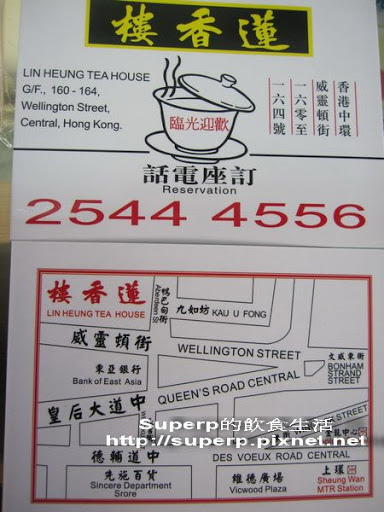 樓香蓮
LIN HEUNG TEA HOUSE
G/F., 160 - 164,
Wellington Street,
Central, Hong Kong.
香港中環
威靈頓街
一六零至
一六四號
臨光迎歡
話電座訂
Reservation
2544 4556
樓香蓮
LIN HEUNG TEA HOUSE
鴨巴甸街
Aberdeen St
九如坊 KAU U FONG
威靈頓街
WELLINGTON STREET
文咸東街
BONHAM
STRAND
STREET
東亞銀行
Bank of East Asia
QUEEN'S ROAD CENTRAL
皇后大道中
STREET
中心
Superp的飲食生活
http://superp.pixnet.net
德輔道中
DES VOEUX ROAD CENTRAL
先施百貨
Sincere Department
Srore
維德廣場
Vicwood Plaza
上環
Sheung Wan
MTR Station